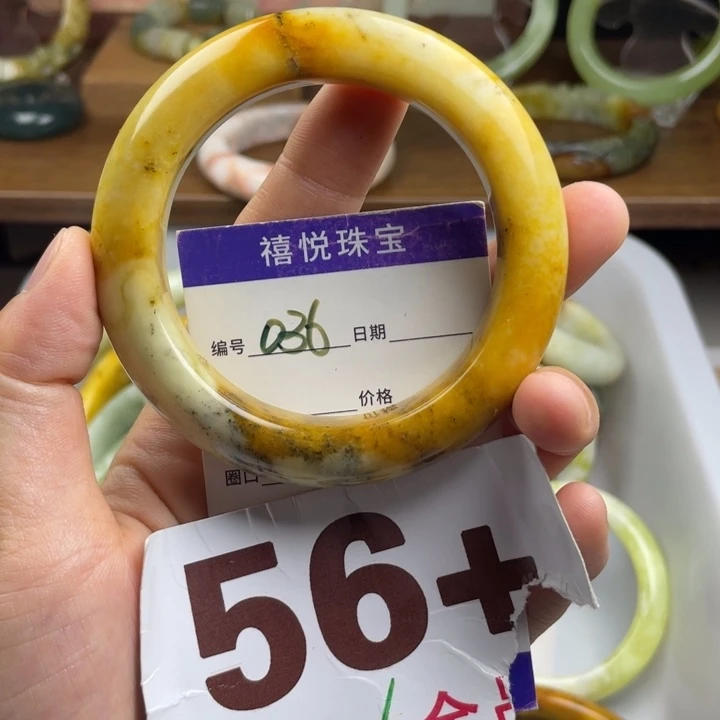 禧悦珠宝
编号 036 日期
价格
圈口
56+